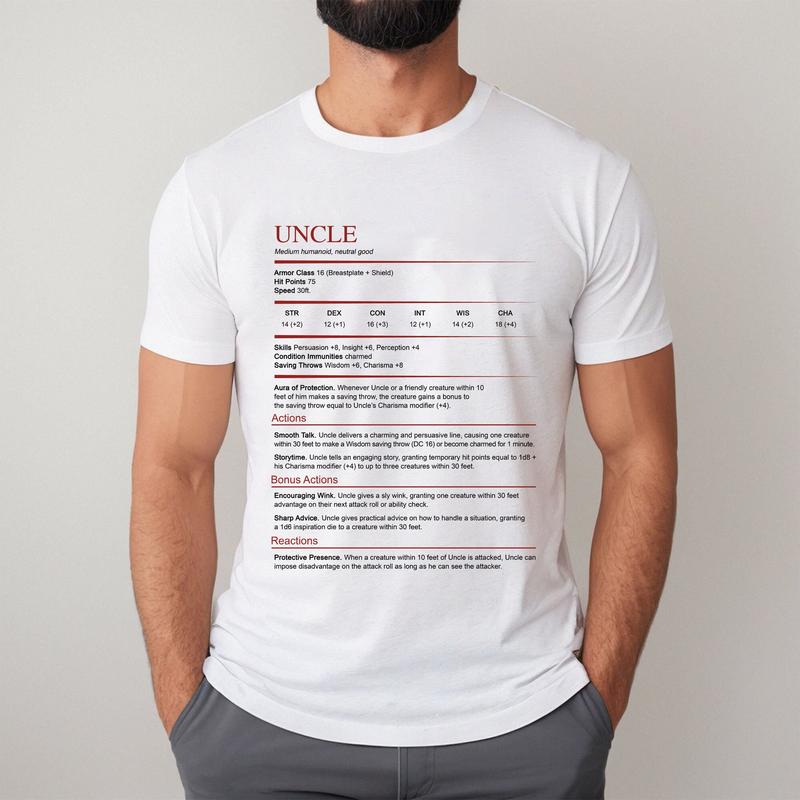 UNCLE
Medium humanoid, neutral good
Armor Class 16 (Breastplate + Shield)
Hit Points 75
Speed 30ft.
STR DEX CON INT WIS CHA
14 (+2) 12 (+1) 16 (+3) 12 (+1) 14 (+2) 18 (+4)
Skills Persuasion +8, Insight +6, Perception +4
Condition Immunities charmed
Saving Throws Wisdom +6, Charisma +8
Aura of Protection. Whenever Uncle or a friendly creature within 10
feet of him makes a saving throw, the creature gains a bonus to
the saving throw equal to Uncle's Charisma modifier (+4).
Actions
Smooth Talk. Uncle delivers a charming and persuasive line, causing one creature
within 30 feet to make a Wisdom saving throw (DC 16) or become charmed for 1 minute.
Storytime. Uncle tells an engaging story, granting temporary hit points equal to 1d8 +
his Charisma modifier (+4) to up to three creatures within 30 feet.
Bonus Actions
Encouraging Wink. Uncle gives a sly wink, granting one creature within 30 feet
advantage on their next attack roll or ability check.
Sharp Advice. Uncle gives practical advice on how to handle a situation, granting
a 1d6 inspiration die to a creature within 30 feet.
Reactions
Protective Presence. When a creature within 10 feet of Uncle is attacked, Uncle can
impose disadvantage on the attack roll as long as he can see the attacker.